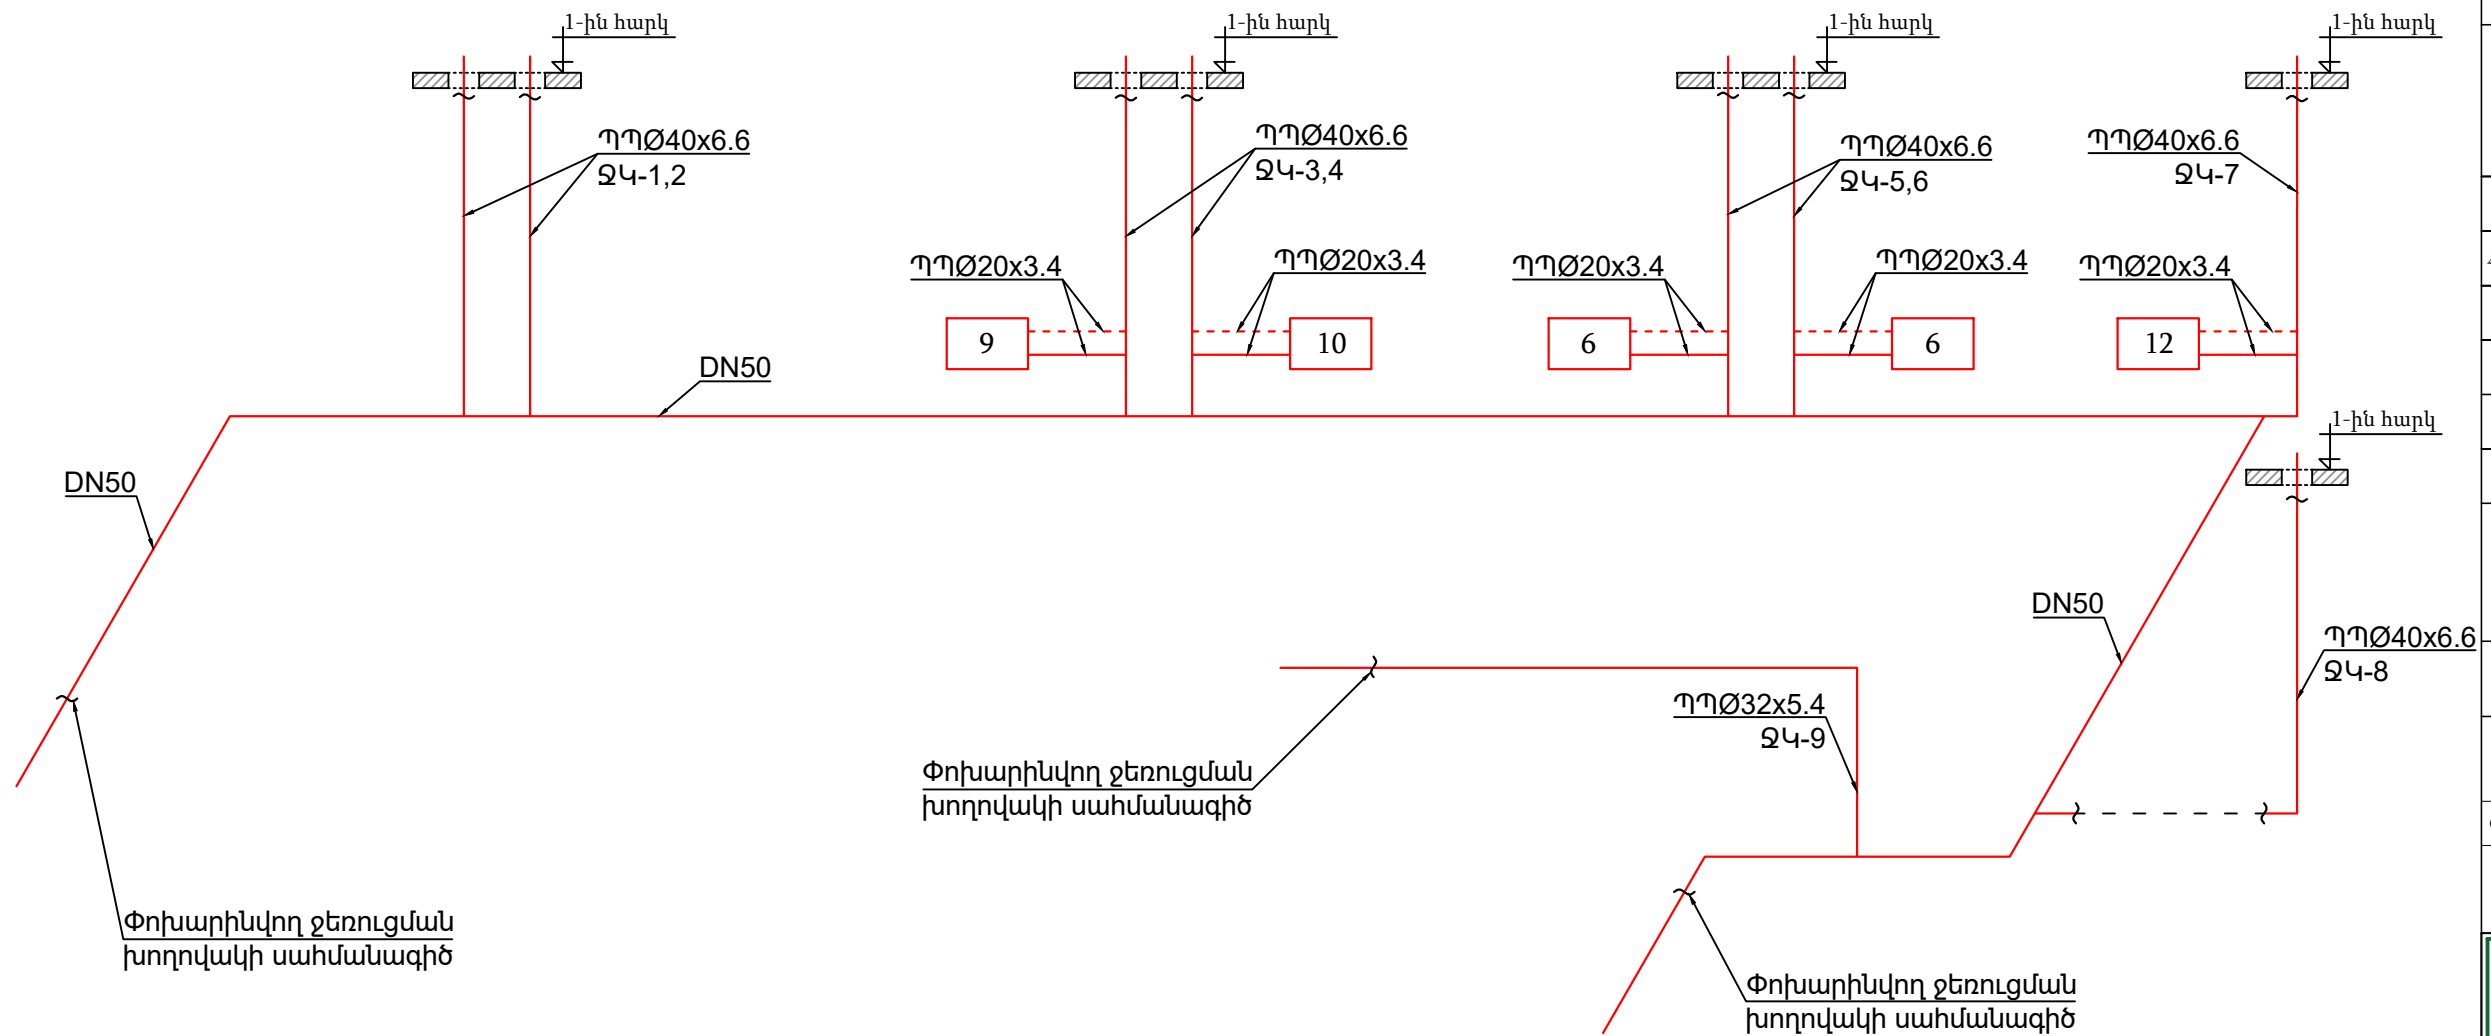 1-ին հարկ
1-ին հարկ
1-ին հարկ
1-ին հարկ
ՊՊØ40x6.6
ՋԿ-1,2
ՊՊØ40x6.6
ՋԿ-3,4
ՊՊØ40x6.6
ՋԿ-5,6
ՊՊØ40x6.6
ՋԿ-7
ՊՊØ20x3.4
ՊՊØ20x3.4
ՊՊØ20x3.4
ՊՊØ20x3.4
ՊՊØ20x3.4
9
10
6
6
12
DN50
1-ին հարկ
DN50
DN50
ՊՊØ40x6.6
ՋԿ-8
ՊՊØ32x5.4
ՋԿ-9
Փոխարինվող ջեռուցման
խողովակի սահմանագիծ
Փոխարինվող ջեռուցման
խողովակի սահմանագիծ
Փոխարինվող ջեռուցման
խողովակի սահմանագիծ